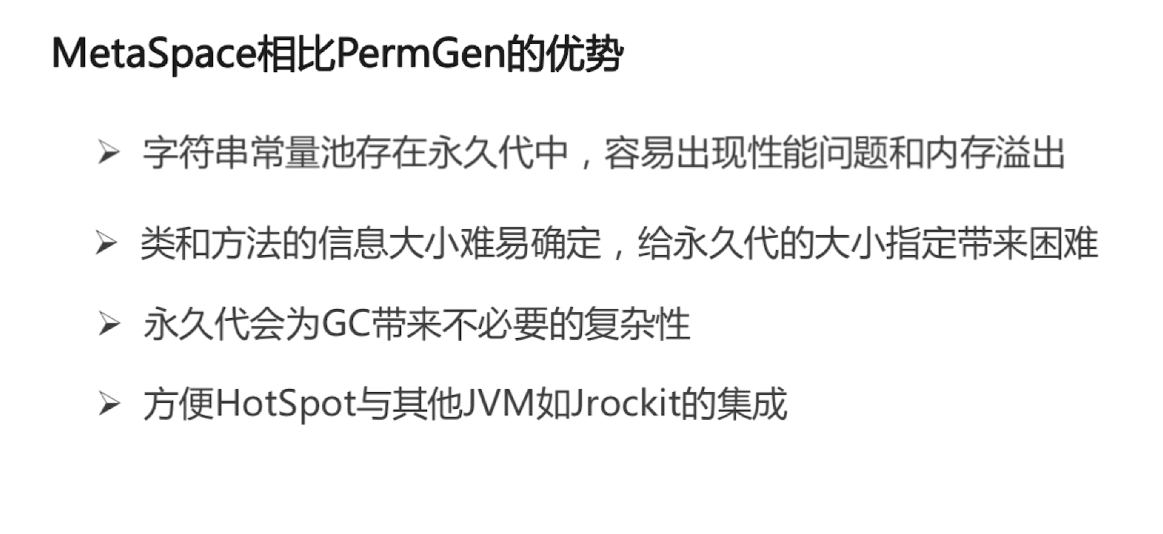 MetaSpace相比PermGen的优势
➢ 字符串常量池存在永久代中，容易出现性能问题和内存溢出
➢ 类和方法的信息大小难易确定，给永久代的大小指定带来困难
➢ 永久代会为GC带来不必要的复杂性
➢ 方便HotSpot与其他JVM如Jrockit的集成